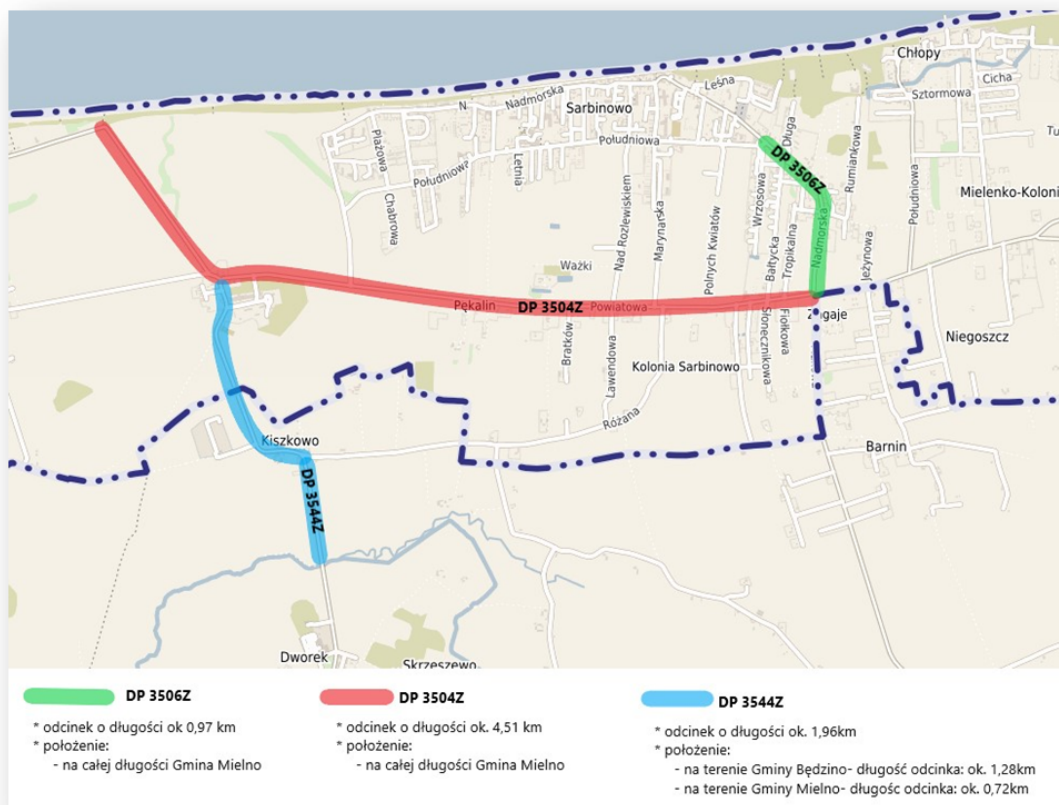 Chłopy
Leśna
Cicha
N
Nadmorska
Sarbinowo
Sztormowa
Długa
Plażowa
Południowa
DP 3506Z
Rumiankowa
Letnia
Południowa
Wrzosowa
Południowa
Mielenko-Koloni
Chabrowa
Nad Rozlewiskiem
Marynarska
Polnych Kwiatów
Bałtycka
Tropikalna
Nadmorska
Jeżynowa
Ważki
Pękalin
DP 3504Z
Powiatowa
Niegoszcz
Bratków
Lawendowa
Kolonia Sarbinowo
Słonecznikowa
Fiołkowa
Różana
Kiszkowo
Barnin
DP 3544Z
Dworek
Skrzeszewo
DP 3506Z
* odcinek o długości ok 0,97 km
* położenie:
- na całej długości Gmina Mielno
DP 3504Z
* odcinek o długości ok. 4,51 km
* położenie:
- na całej długości Gmina Mielno
DP 3544Z
* odcinek o długości ok. 1,96km
* położenie:
- na terenie Gminy Będzino- długość odcinka: ok. 1,28km
- na terenie Gminy Mielno- długośc odcinka: ok. 0,72km